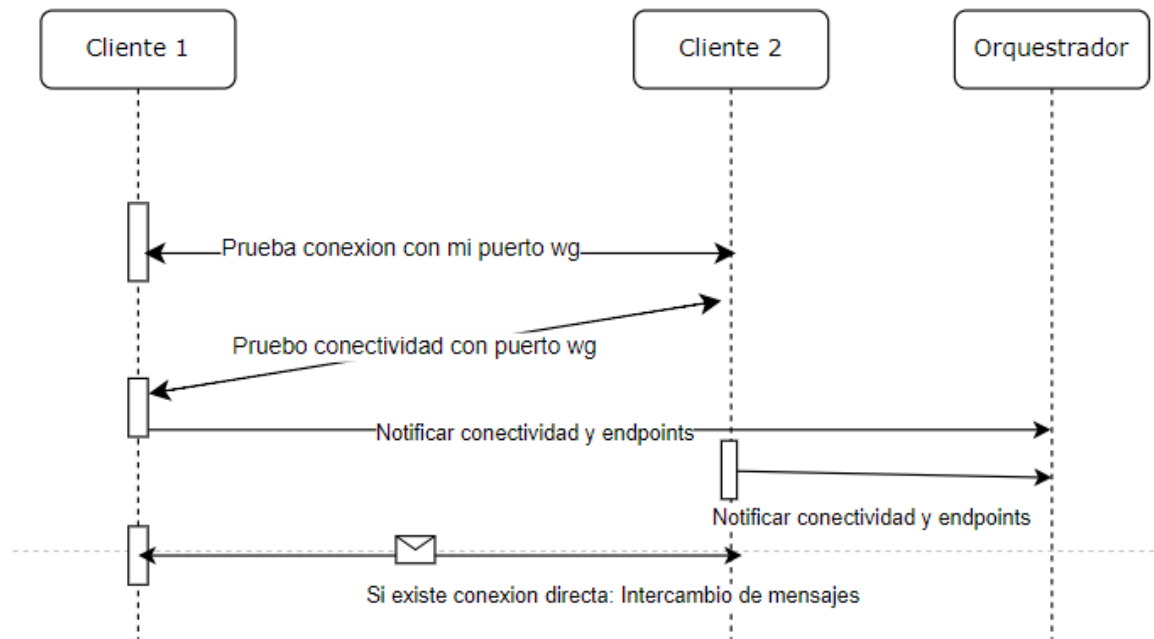 Cliente 1
Cliente 2
Orquestrador
Prueba conexion con mi puerto wg
Pruebo conectividad con puerto wg
Notificar conectividad y endpoints
Notificar conectividad y endpoints
Si existe conexion directa: Intercambio de mensajes